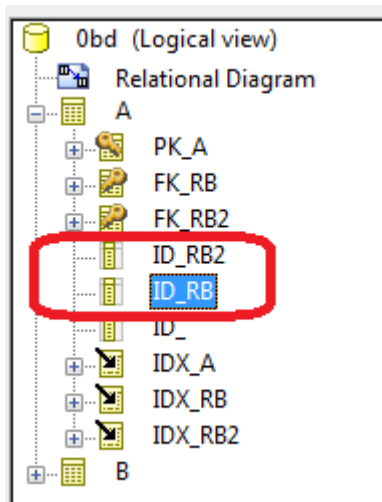 0bd (Logical view)
Relational Diagram
A
PK_A
FK_RB
FK_RB2
ID_RB2
ID_RB
ID_
IDX_A
IDX_RB
IDX_RB2
B